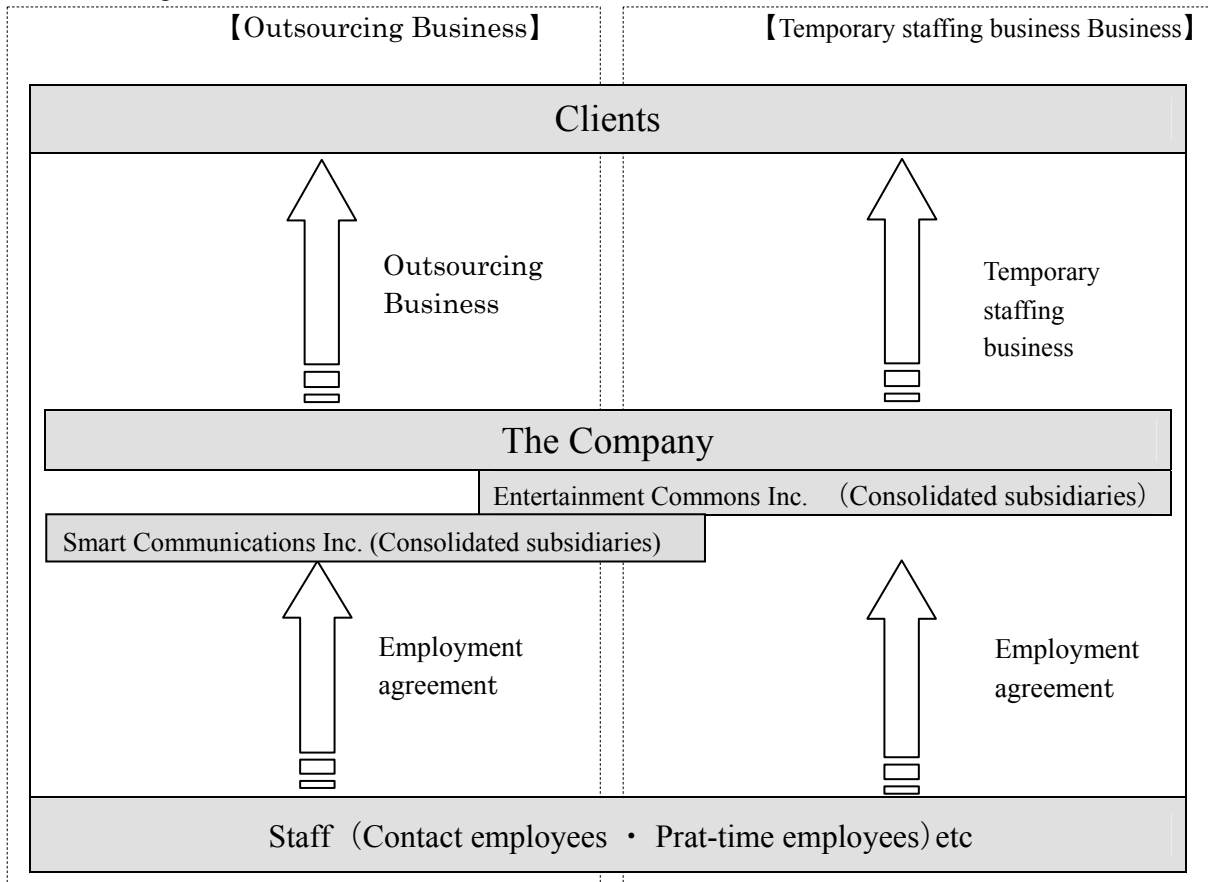 【Outsourcing Business】
【Temporary staffing business Business】
Clients
Outsourcing
Business
Temporary
staffing
business
The Company
Entertainment Commons Inc. （Consolidated subsidiaries）
Smart Communications Inc. (Consolidated subsidiaries)
Employment
agreement
Employment
agreement
Staff（Contact employees ・ Prat-time employees）etc